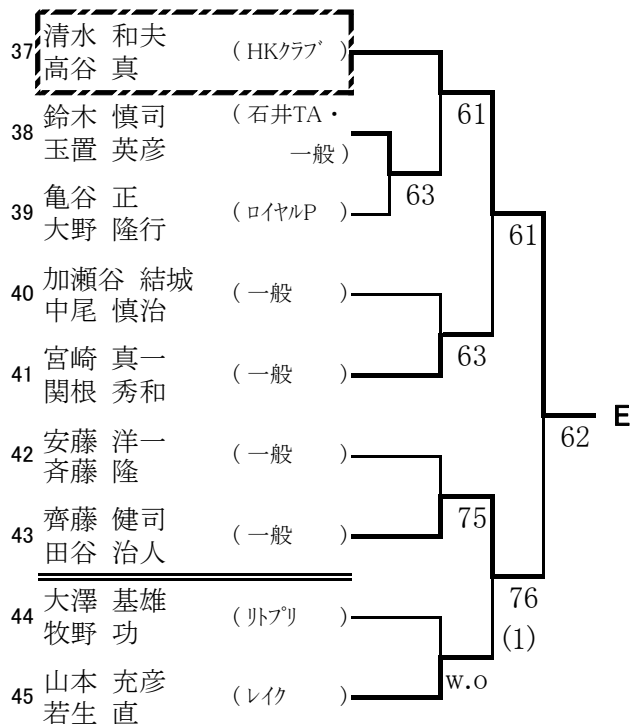 37 清水 和夫 高谷 真 ( HKクラブ )
61
38 鈴木 慎司 玉置 英彦 ( 石井TA・一般 )
63
39 亀谷 正 大野 隆行 ( ロイヤルP )
61
40 加瀬谷 結城 中尾 慎治 ( 一般 )
63
41 宮崎 真一 関根 秀和 ( 一般 )
62 E
42 安藤 洋一 斉藤 隆 ( 一般 )
75
43 齊藤 健司 田谷 治人 ( 一般 )
76
(1)
44 大澤 基雄 牧野 功 ( リトプリ )
w.o
45 山本 充彦 若生 直 ( レイク )